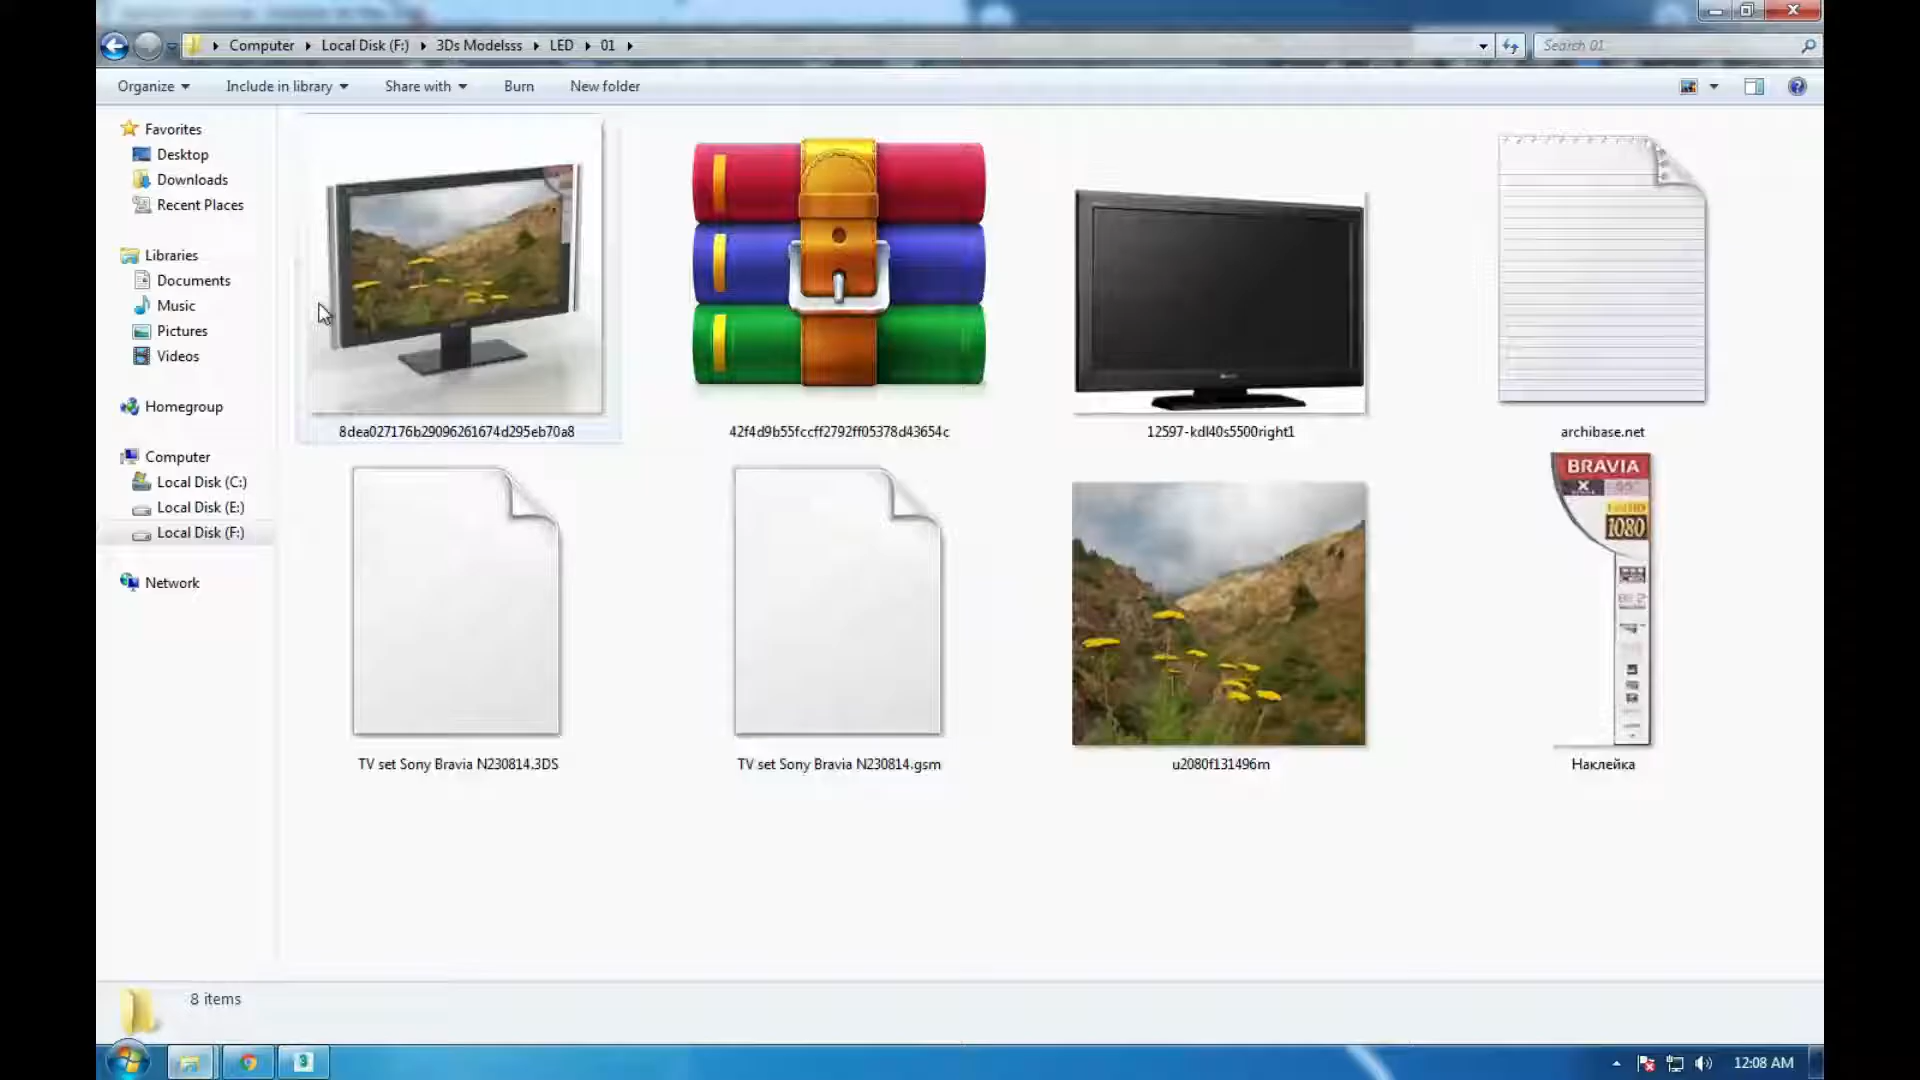 Computer Local Disk (F:) 3Ds Modelsss LED 01
Search 01
Organize Include in library Share with Burn New folder
Favorites
Desktop
Downloads
Recent Places
Libraries
Documents
Music
Pictures
Videos
Homegroup
Computer
Local Disk (C:)
Local Disk (E:)
Local Disk (F:)
Network
8dea027176b29096261674d295eb70a8
42f4d9b55fccff2792ff05378d43654c
12597-kdl40s5500right1
archibase.net
BRAVIA
1080
TV set Sony Bravia N230814.3DS
TV set Sony Bravia N230814.gsm
u2080f131496m
Наклейка
8 items
12:08 AM